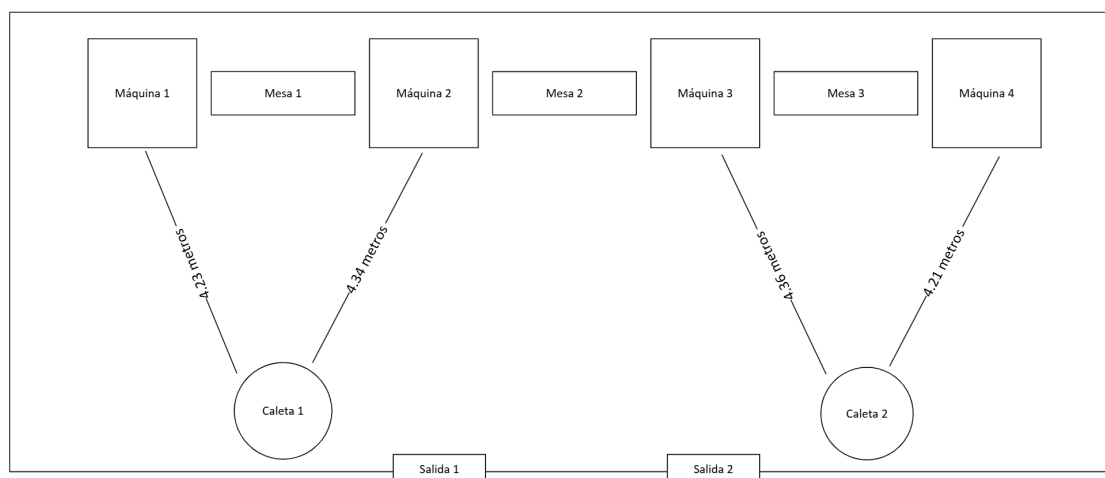 Máquina 1
Mesa 1
Máquina 2
Mesa 2
Máquina 3
Mesa 3
Máquina 4
4.23 metros
4.34 metros
4.36 metros
4.21 metros
Caleta 1
Caleta 2
Salida 1
Salida 2